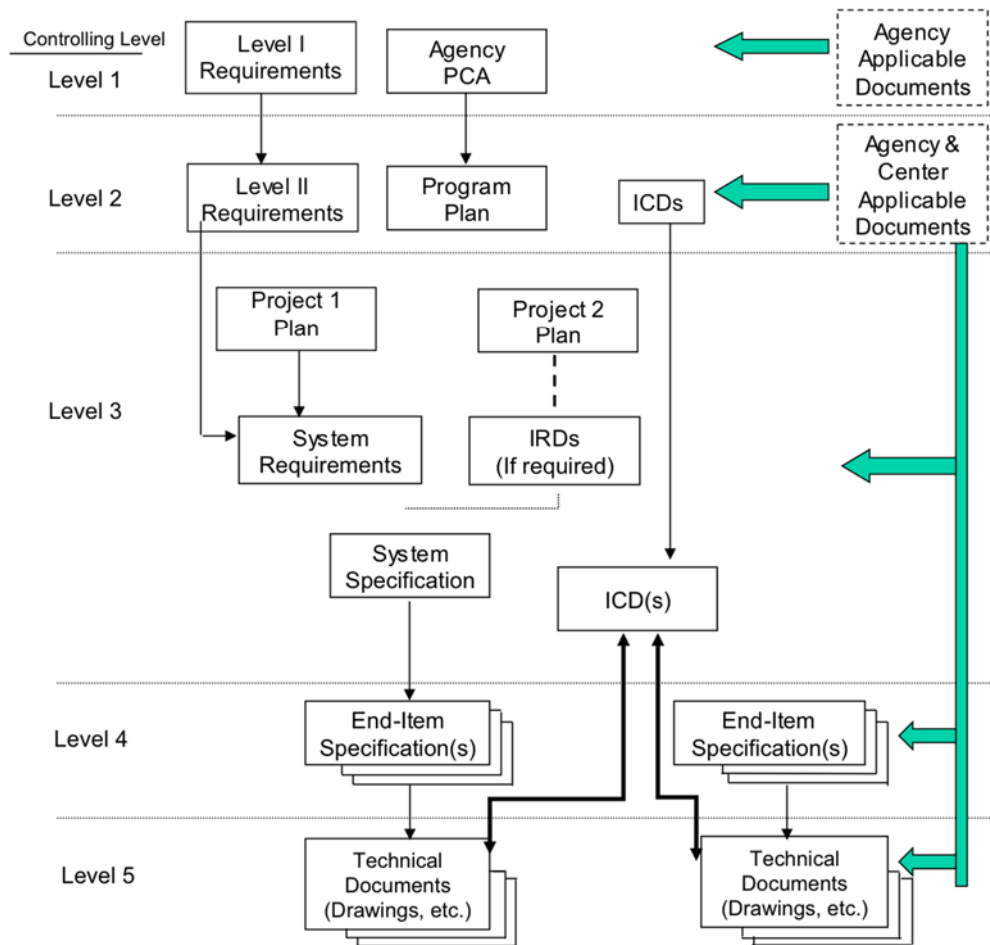 Controlling Level
Level 1
Level I
Requirements
Agency
PCA
Agency
Applicable
Documents
Level 2
Level II
Requirements
Program
Plan
ICDs
Agency &
Center
Applicable
Documents
Level 3
Project 1
Plan
Project 2
Plan
System
Requirements
IRDs
(If required)
System
Specification
ICD(s)
Level 4
End-Item
Specification(s)
End-Item
Specification(s)
Level 5
Technical
Documents
(Drawings, etc.)
Technical
Documents
(Drawings, etc.)